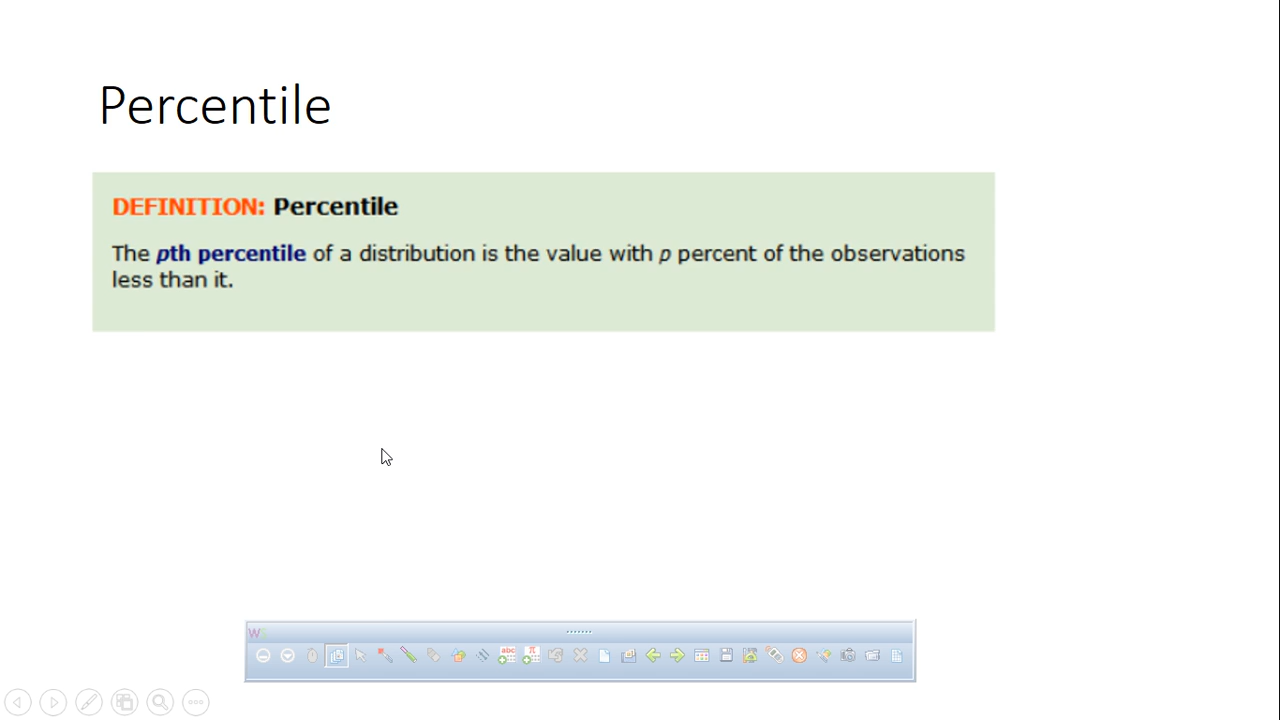 Percentile
DEFINITION: Percentile
The pth percentile of a distribution is the value with p percent of the observations
less than it.
W
abc
π